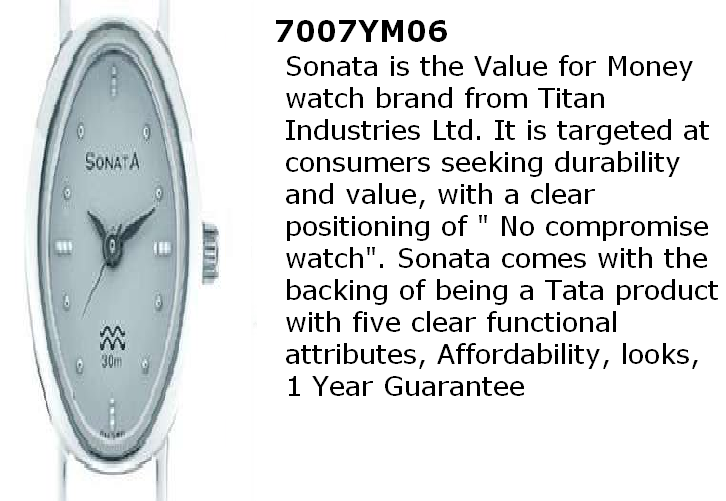 7007YM06
Sonata is the Value for Money
watch brand from Titan
Industries Ltd. It is targeted at
consumers seeking durability
and value, with a clear
positioning of " No compromise
watch". Sonata comes with the
backing of being a Tata product
with five clear functional
attributes, Affordability, looks,
1 Year Guarantee
SONATA
30m